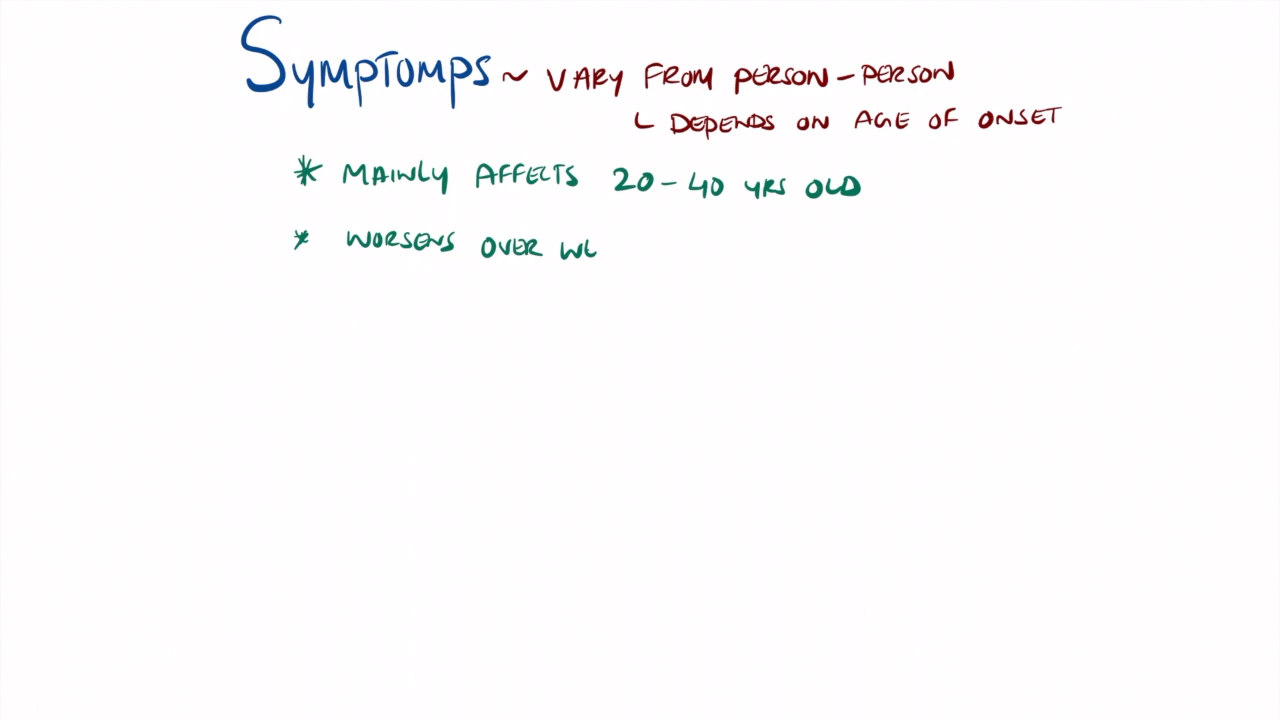 SYMPTOMPS ~ VARY FROM PERSON-PERSON
DEPENDS ON AGE OF ONSET
* MAINLY AFFECTS 20-40 YRS OLD
* WORSENS OVER